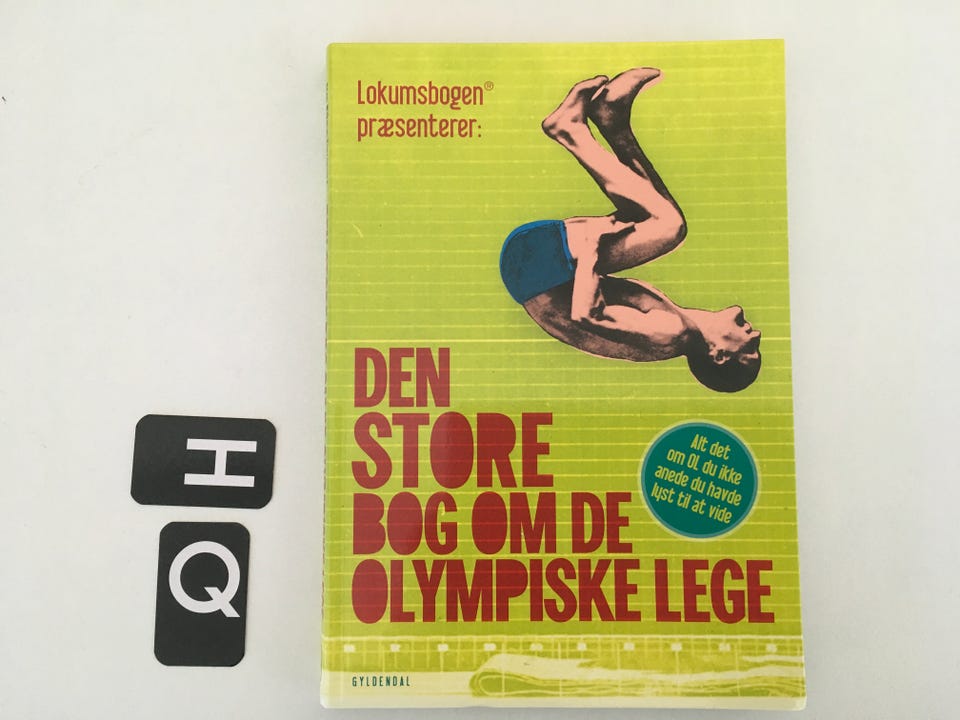 Lokumsbogen®
præsenterer:
DEN
STORE
BOG OM DE
OLYMPISKE LEGE
Alt det
om OL du ikke
anede du havde
lyst til at vide
GYLDENDAL
H
Q